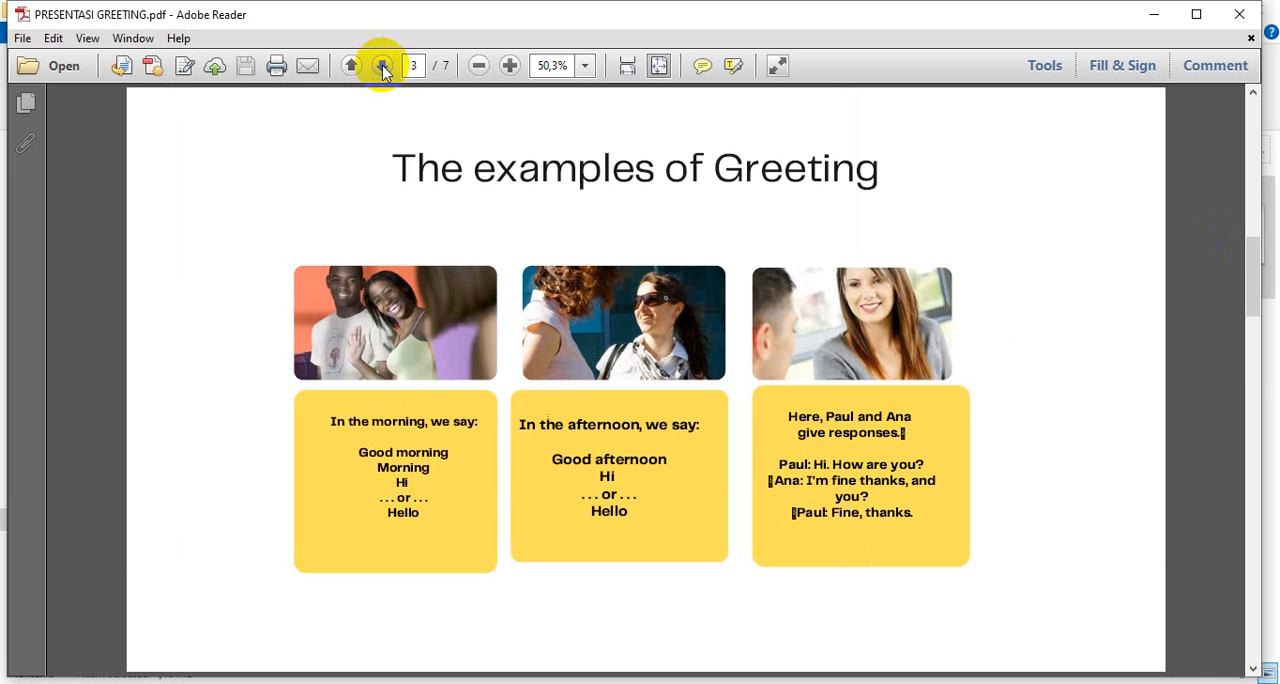 PRESENTASI GREETING.pdf - Adobe Reader
File Edit View Window Help
Open 3 / 7 50,3% Tools Fill & Sign Comment
The examples of Greeting
In the morning, we say:
Good morning
Morning
Hi
. . . or . . .
Hello
In the afternoon, we say:
Good afternoon
Hi
. . . or . . .
Hello
Here, Paul and Ana
give responses.
Paul: Hi. How are you?
Ana: I'm fine thanks, and
you?
Paul: Fine, thanks.